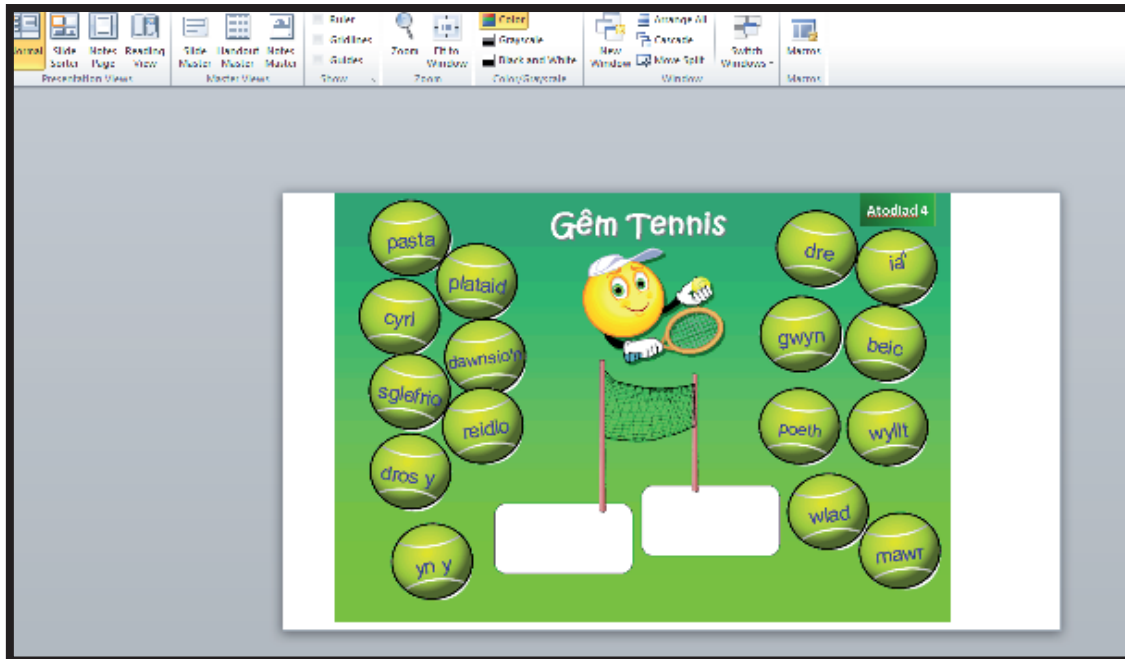 Normal Slide Sorter Notes Page Reading View
Slide Master Handout Master Notes Master
Ruler
Gridlines
Guides
Zoom Fit to Window
Color
Grayscale
Black and White
New Window
Arrange All
Cascade
Move Split
Switch Windows
Macros
Presentation Views
Master Views
Show
Zoom
Color/Grayscale
Window
Macros
Atodiad 4
Gêm Tennis
pasta
plataid
cyri
dawnsio'n
sglefrio
reidio
dros y
yn y
dre
iâ
gwyn
beic
poeth
wyllt
wlad
mawr